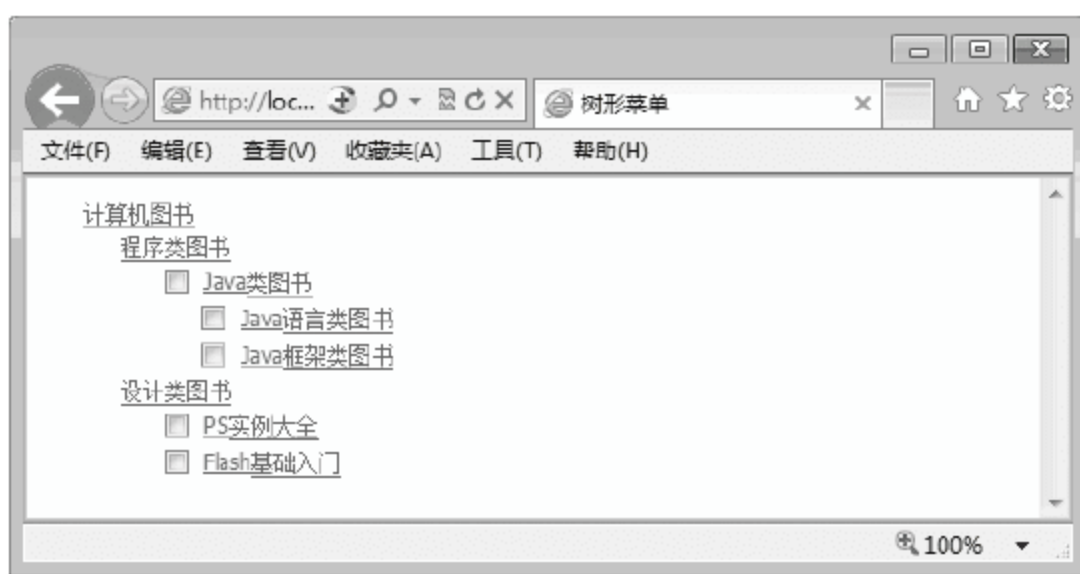 http://loc...
树形菜单
文件(F) 编辑(E) 查看(V) 收藏夹(A) 工具(T) 帮助(H)
计算机图书
程序类图书
Java类图书
Java语言类图书
Java框架类图书
设计类图书
PS实例大全
Flash基础入门
100%